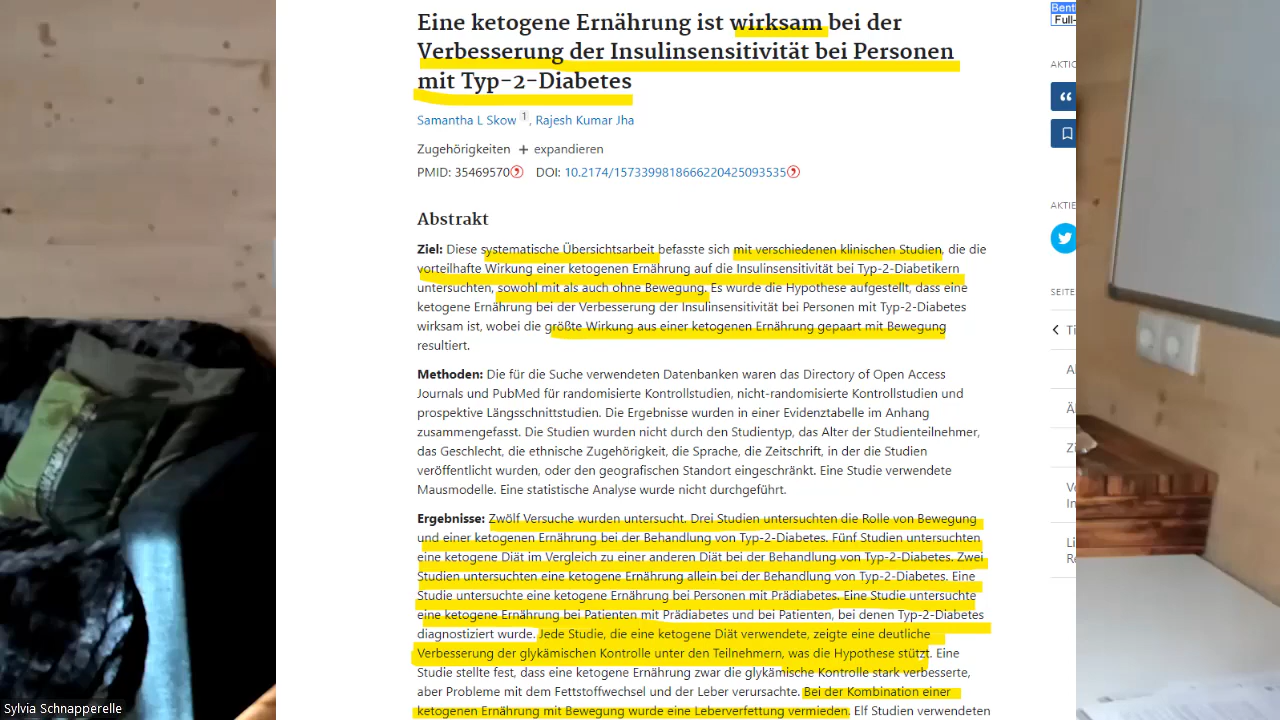 Eine ketogene Ernährung ist wirksam bei der
Verbesserung der Insulinsensitivität bei Personen
mit Typ-2-Diabetes
Samantha L Skow 1, Rajesh Kumar Jha
Zugehörigkeiten + expandieren
PMID: 35469570 DOI: 10.2174/1573399818666220425093535
Abstrakt
Ziel: Diese systematische Übersichtsarbeit befasste sich mit verschiedenen klinischen Studien, die die
vorteilhafte Wirkung einer ketogenen Ernährung auf die Insulinsensitivität bei Typ-2-Diabetikern
untersuchten, sowohl mit als auch ohne Bewegung. Es wurde die Hypothese aufgestellt, dass eine
ketogene Ernährung bei der Verbesserung der Insulinsensitivität bei Personen mit Typ-2-Diabetes
wirksam ist, wobei die größte Wirkung aus einer ketogenen Ernährung gepaart mit Bewegung
resultiert.
Methoden: Die für die Suche verwendeten Datenbanken waren das Directory of Open Access
Journals und PubMed für randomisierte Kontrollstudien, nicht-randomisierte Kontrollstudien und
prospektive Längsschnittstudien. Die Ergebnisse wurden in einer Evidenztabelle im Anhang
zusammengefasst. Die Studien wurden nicht durch den Studientyp, das Alter der Studienteilnehmer,
das Geschlecht, die ethnische Zugehörigkeit, die Sprache, die Zeitschrift, in der die Studien
veröffentlicht wurden, oder den geografischen Standort eingeschränkt. Eine Studie verwendete
Mausmodelle. Eine statistische Analyse wurde nicht durchgeführt.
Ergebnisse: Zwölf Versuche wurden untersucht. Drei Studien untersuchten die Rolle von Bewegung
und einer ketogenen Ernährung bei der Behandlung von Typ-2-Diabetes. Fünf Studien untersuchten
eine ketogene Diät im Vergleich zu einer anderen Diät bei der Behandlung von Typ-2-Diabetes. Zwei
Studien untersuchten eine ketogene Ernährung allein bei der Behandlung von Typ-2-Diabetes. Eine
Studie untersuchte eine ketogene Ernährung bei Personen mit Prädiabetes. Eine Studie untersuchte
eine ketogene Ernährung bei Patienten mit Prädiabetes und bei Patienten, bei denen Typ-2-Diabetes
diagnostiziert wurde. Jede Studie, die eine ketogene Diät verwendete, zeigte eine deutliche
Verbesserung der glykämischen Kontrolle unter den Teilnehmern, was die Hypothese stützt. Eine
Studie stellte fest, dass eine ketogene Ernährung zwar die glykämische Kontrolle stark verbesserte,
aber Probleme mit dem Fettstoffwechsel und der Leber verursachte. Bei der Kombination einer
ketogenen Ernährung mit Bewegung wurde eine Leberverfettung vermieden. Elf Studien verwendeten
Bent
Full-
AKTIO
AKTIE
SEITE
Ti
Zi
Li
Sylvia Schnapperelle